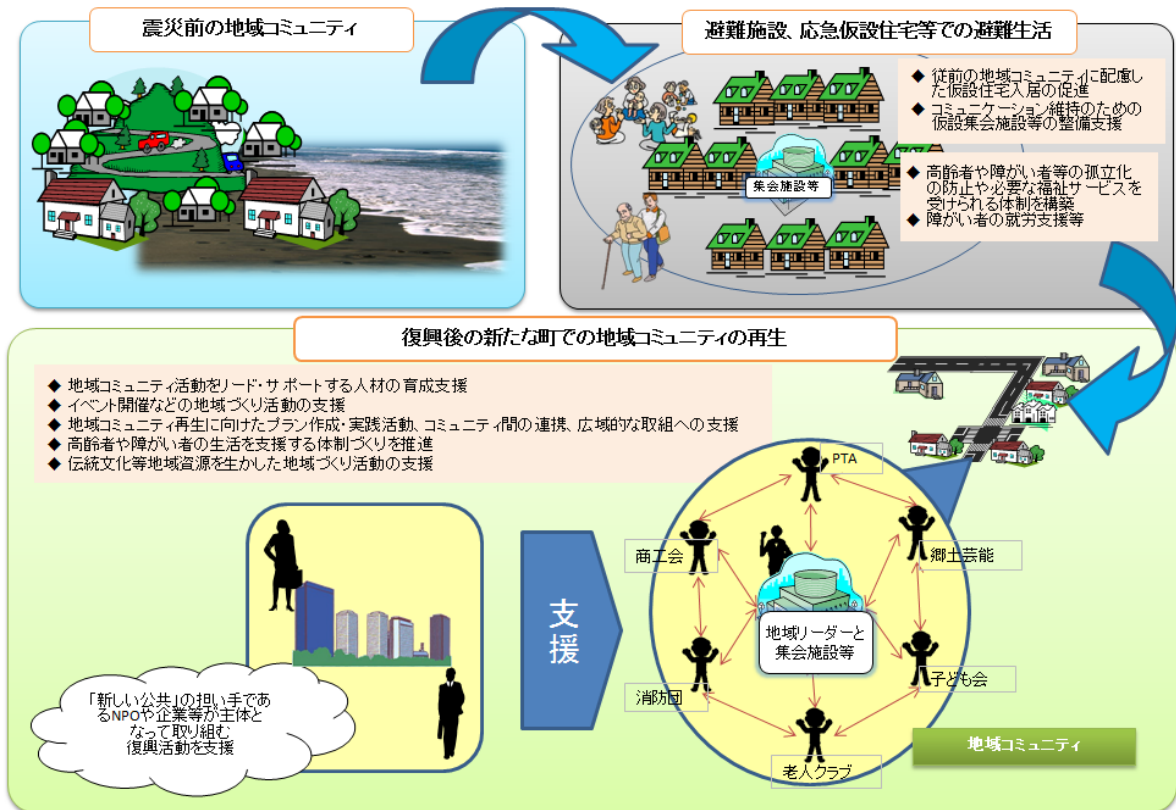 震災前の地域コミュニティ
避難施設、応急仮設住宅等での避難生活
◆ 従前の地域コミュニティに配慮し
た仮設住宅入居の促進
◆ コミュニケーション維持のための
仮設集会施設等の整備支援
◆ 高齢者や障がい者等の孤立化
の防止や必要な福祉サービスを
受けられる体制を構築
◆ 障がい者の就労支援等
集会施設等
復興後の新たな町での地域コミュニティの再生
◆ 地域コミュニティ活動をリード・サポートする人材の育成支援
◆ イベント開催などの地域づくり活動の支援
◆ 地域コミュニティ再生に向けたプラン作成・実践活動、コミュニティ間の連携、広域的な取組への支援
◆ 高齢者や障がい者の生活を支援する体制づくりを推進
◆ 伝統文化等地域資源を生かした地域づくり活動の支援
「新しい公共」の担い手であ
るNPOや企業等が主体と
なって取り組む
復興活動を支援
支援
PTA
商工会
郷土芸能
地域リーダーと
集会施設等
消防団
子ども会
老人クラブ
地域コミュニティ